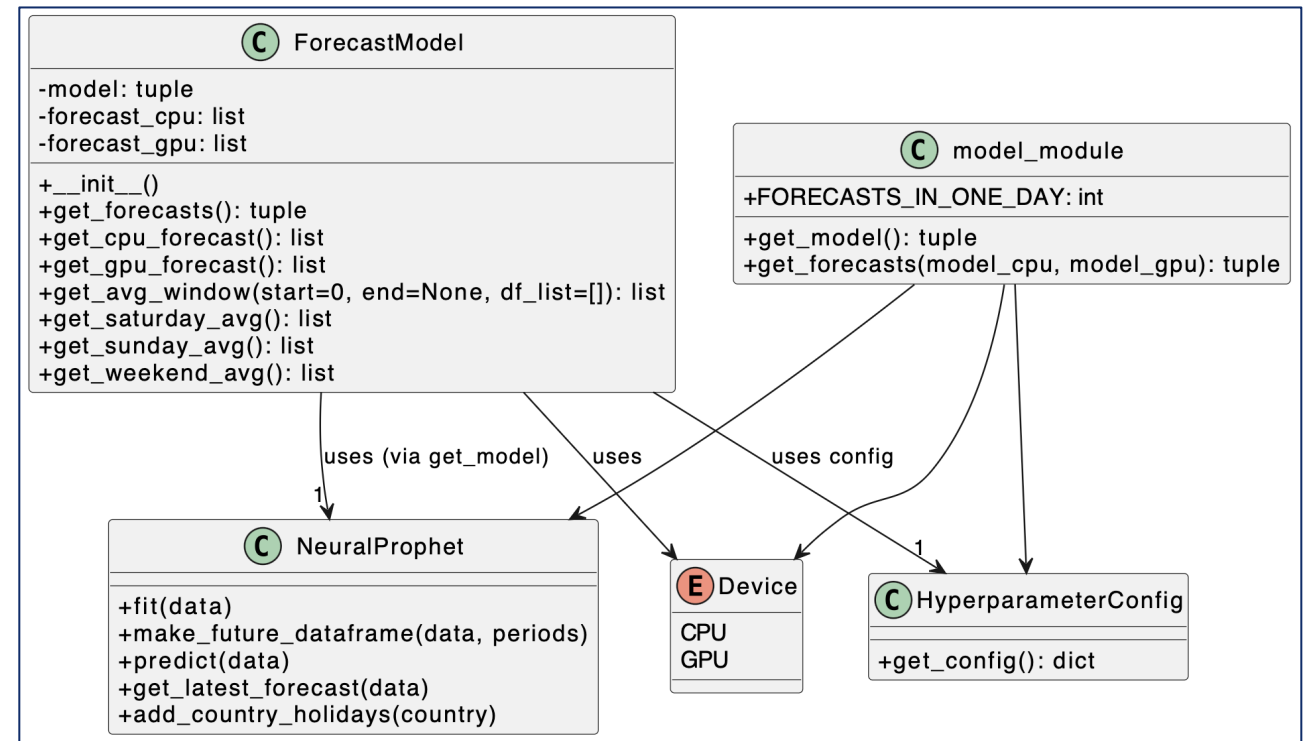 C ForecastModel
-model: tuple
-forecast_cpu: list
-forecast_gpu: list
+__init__()
+get_forecasts(): tuple
+get_cpu_forecast(): list
+get_gpu_forecast(): list
+get_avg_window(start=0, end=None, df_list=[]): list
+get_saturday_avg(): list
+get_sunday_avg(): list
+get_weekend_avg(): list
C model_module
+FORECASTS_IN_ONE_DAY: int
+get_model(): tuple
+get_forecasts(model_cpu, model_gpu): tuple
uses (via get_model)
uses
uses config
1
1
C NeuralProphet
+fit(data)
+make_future_dataframe(data, periods)
+predict(data)
+get_latest_forecast(data)
+add_country_holidays(country)
E Device
CPU
GPU
C HyperparameterConfig
+get_config(): dict